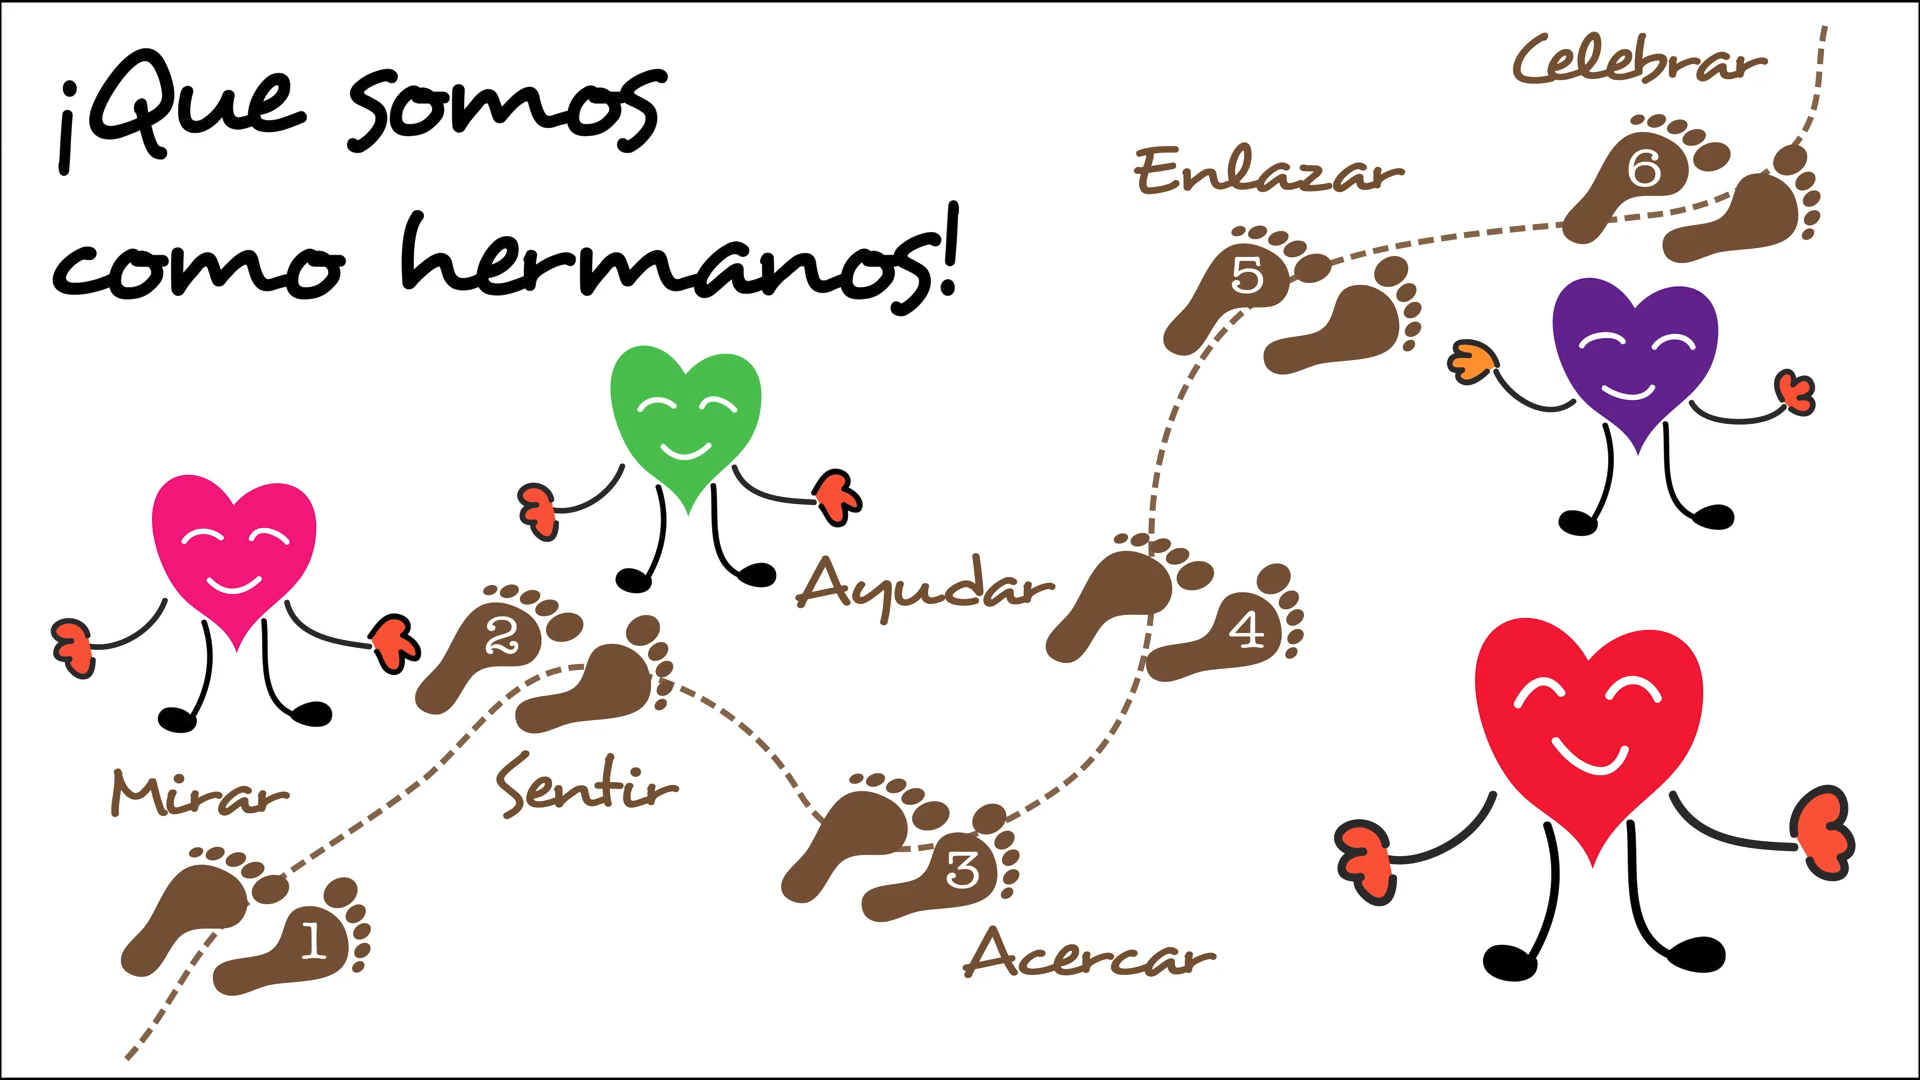 ¡Que somos
como hermanos!
Mirar
1
2
Sentir
3
Acercar
Ayudar
4
Enlazar
5
Celebrar
6